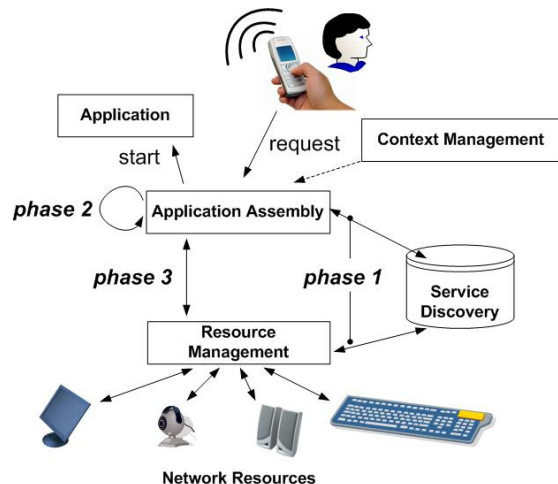 Application
start
request
Context Management
phase 2
Application Assembly
phase 3
phase 1
Service
Discovery
Resource
Management
Network Resources